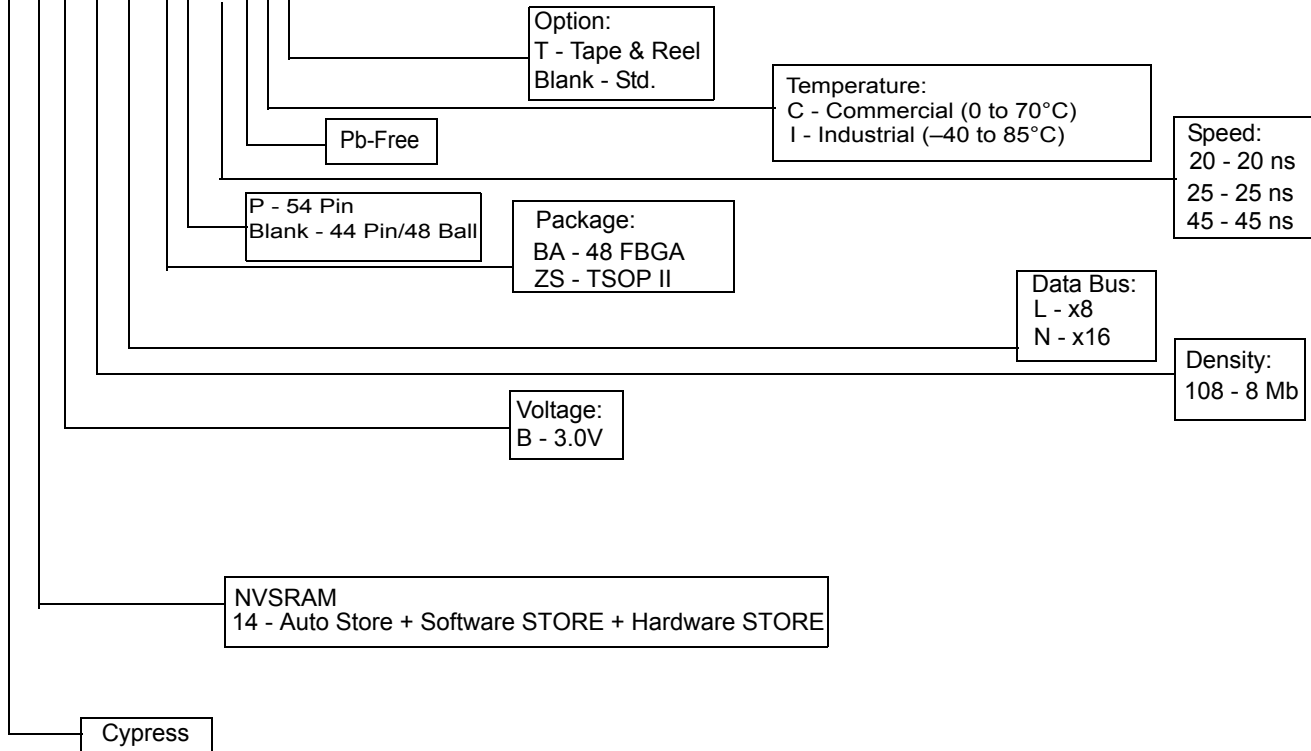 Option:
T - Tape & Reel
Blank - Std.
Temperature:
C - Commercial (0 to 70°C)
I - Industrial (–40 to 85°C)
Pb-Free
Speed:
20 - 20 ns
25 - 25 ns
45 - 45 ns
P - 54 Pin
Blank - 44 Pin/48 Ball
Package:
BA - 48 FBGA
ZS - TSOP II
Data Bus:
L - x8
N - x16
Density:
108 - 8 Mb
Voltage:
B - 3.0V
NVSRAM
14 - Auto Store + Software STORE + Hardware STORE
Cypress